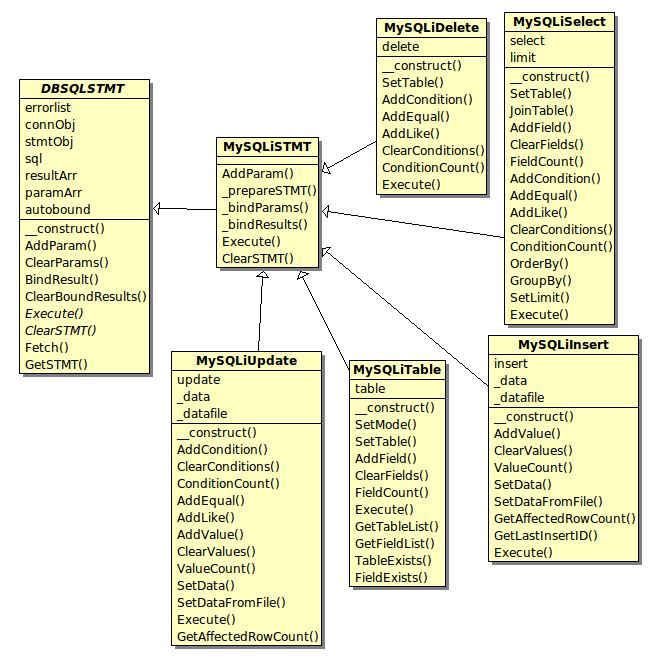 DBSQLSTMT
errorlist
connObj
stmtObj
sql
resultArr
paramArr
autobound
__construct()
AddParam()
ClearParams()
BindResult()
ClearBoundResults()
Execute()
ClearSTMT()
Fetch()
GetSTMT()
MySQLiSTMT
AddParam()
_prepareSTMT()
_bindParams()
_bindResults()
Execute()
ClearSTMT()
MySQLiDelete
delete
__construct()
SetTable()
AddCondition()
AddEqual()
AddLike()
ClearConditions()
ConditionCount()
Execute()
MySQLiSelect
select
limit
__construct()
SetTable()
JoinTable()
AddField()
ClearFields()
FieldCount()
AddCondition()
AddEqual()
AddLike()
ClearConditions()
ConditionCount()
OrderBy()
GroupBy()
SetLimit()
Execute()
MySQLiUpdate
update
_data
_datafile
__construct()
AddCondition()
ClearConditions()
ConditionCount()
AddEqual()
AddLike()
AddValue()
ClearValues()
ValueCount()
SetData()
SetDataFromFile()
Execute()
GetAffectedRowCount()
MySQLiTable
table
__construct()
SetMode()
SetTable()
AddField()
ClearFields()
FieldCount()
Execute()
GetTableList()
GetFieldList()
TableExists()
FieldExists()
MySQLiInsert
insert
_data
_datafile
__construct()
AddValue()
ClearValues()
ValueCount()
SetData()
SetDataFromFile()
GetAffectedRowCount()
GetLastInsertID()
Execute()